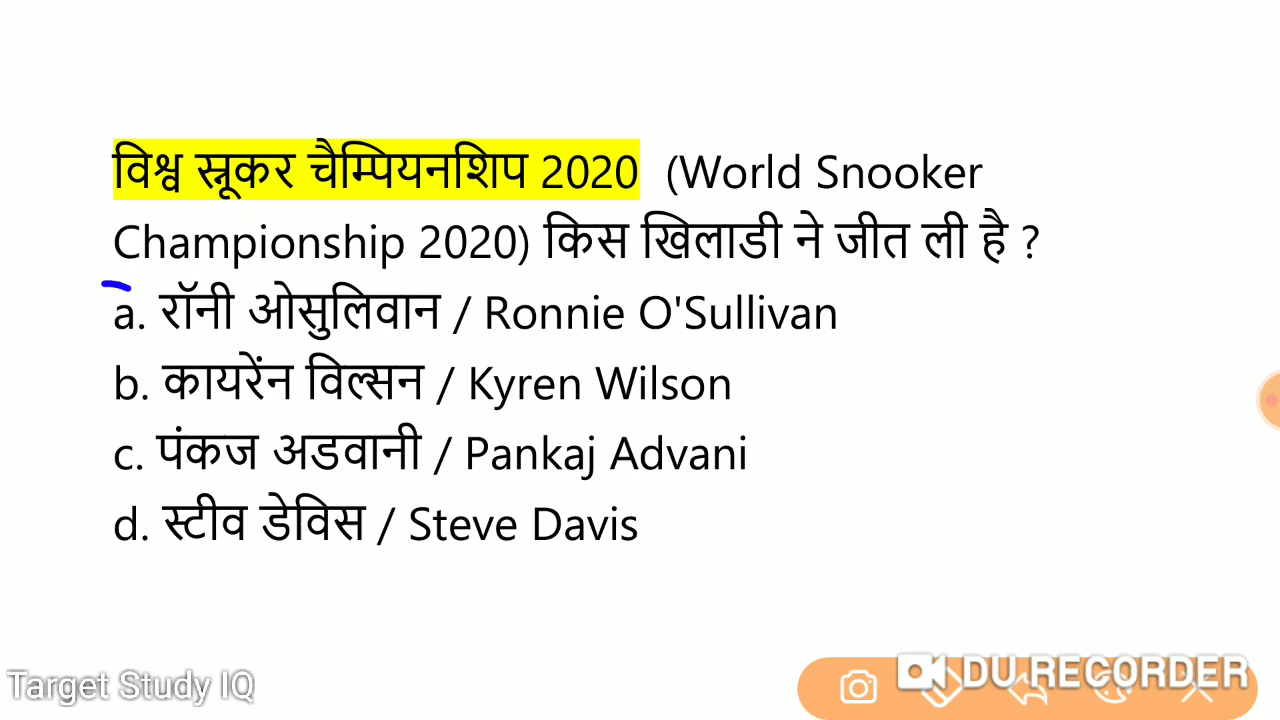 विश्व स्नूकर चैम्पियनशिप 2020 (World Snooker
Championship 2020) किस खिलाडी ने जीत ली है ?
a. रॉनी ओसुलिवान / Ronnie O'Sullivan
b. कायरेंन विल्सन / Kyren Wilson
c. पंकज अडवानी / Pankaj Advani
d. स्टीव डेविस / Steve Davis
Target Study IQ
DU RECORDER